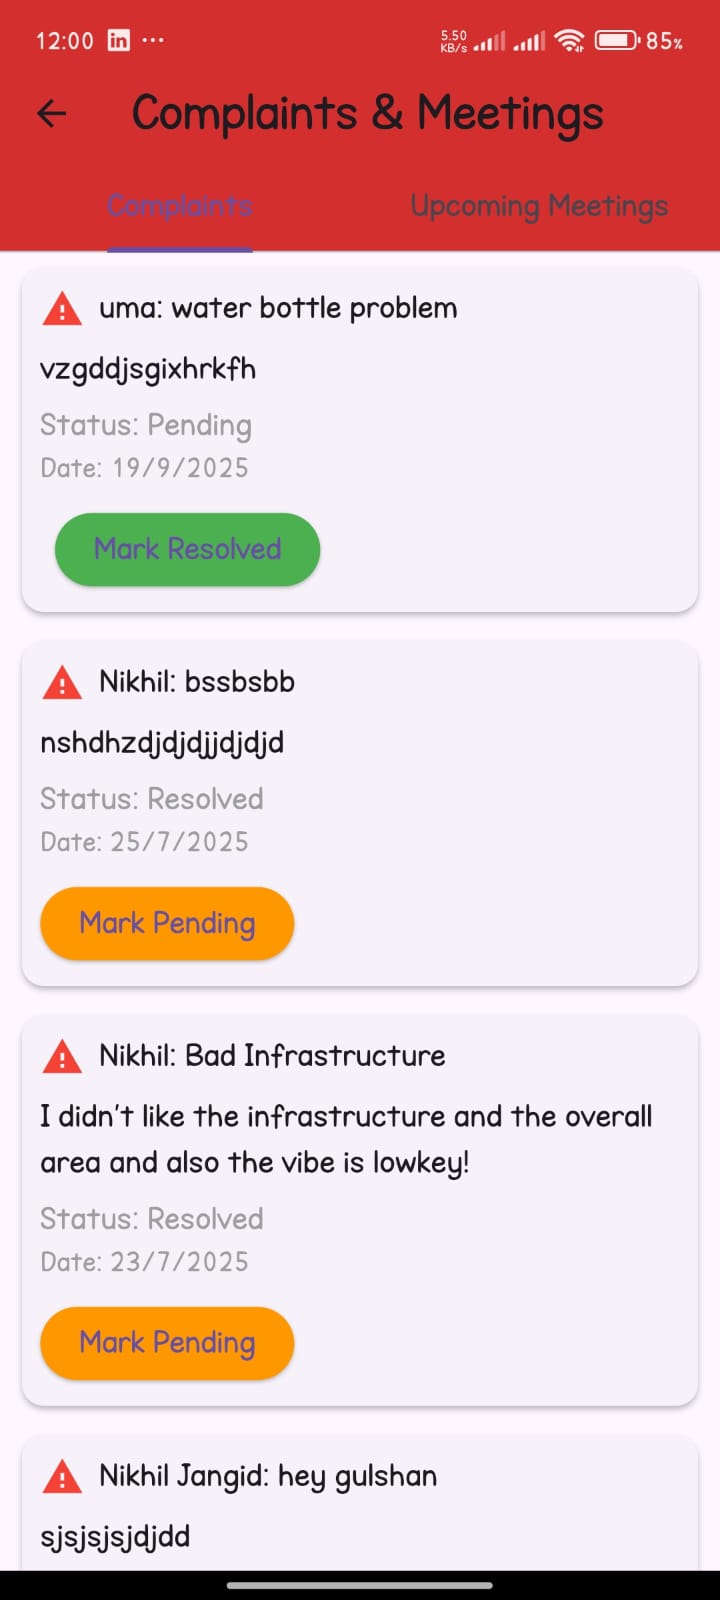 12:00 in ... 5.50 KB/s 85%
Complaints & Meetings
Complaints Upcoming Meetings
uma: water bottle problem
vzgddjsgixhrkfh
Status: Pending
Date: 19/9/2025
Mark Resolved
Nikhil: bssbsbb
nshdhzdjdjdjjdjdjd
Status: Resolved
Date: 25/7/2025
Mark Pending
Nikhil: Bad Infrastructure
I didn't like the infrastructure and the overall
area and also the vibe is lowkey!
Status: Resolved
Date: 23/7/2025
Mark Pending
Nikhil Jangid: hey gulshan
sjsjsjsjdjdd